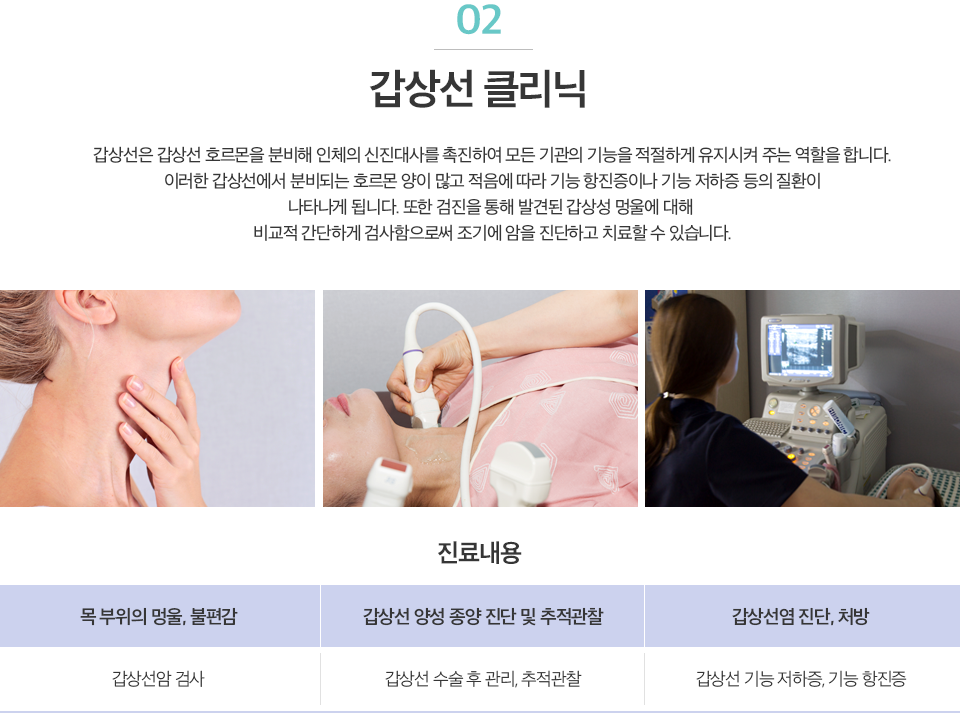 02
갑상선 클리닉
갑상선은 갑상선 호르몬을 분비해 인체의 신진대사를 촉진하여 모든 기관의 기능을 적절하게 유지시켜 주는 역할을 합니다.
이러한 갑상선에서 분비되는 호르몬 양이 많고 적음에 따라 기능 항진증이나 기능 저하증 등의 질환이
나타나게 됩니다. 또한 검진을 통해 발견된 갑상성 멍울에 대해
비교적 간단하게 검사함으로써 조기에 암을 진단하고 치료할 수 있습니다.
진료내용
목 부위의 멍울, 불편감
갑상선 양성 종양 진단 및 추적관찰
갑상선염 진단, 처방
갑상선암 검사
갑상선 수술 후 관리, 추적관찰
갑상선 기능 저하증, 기능 항진증